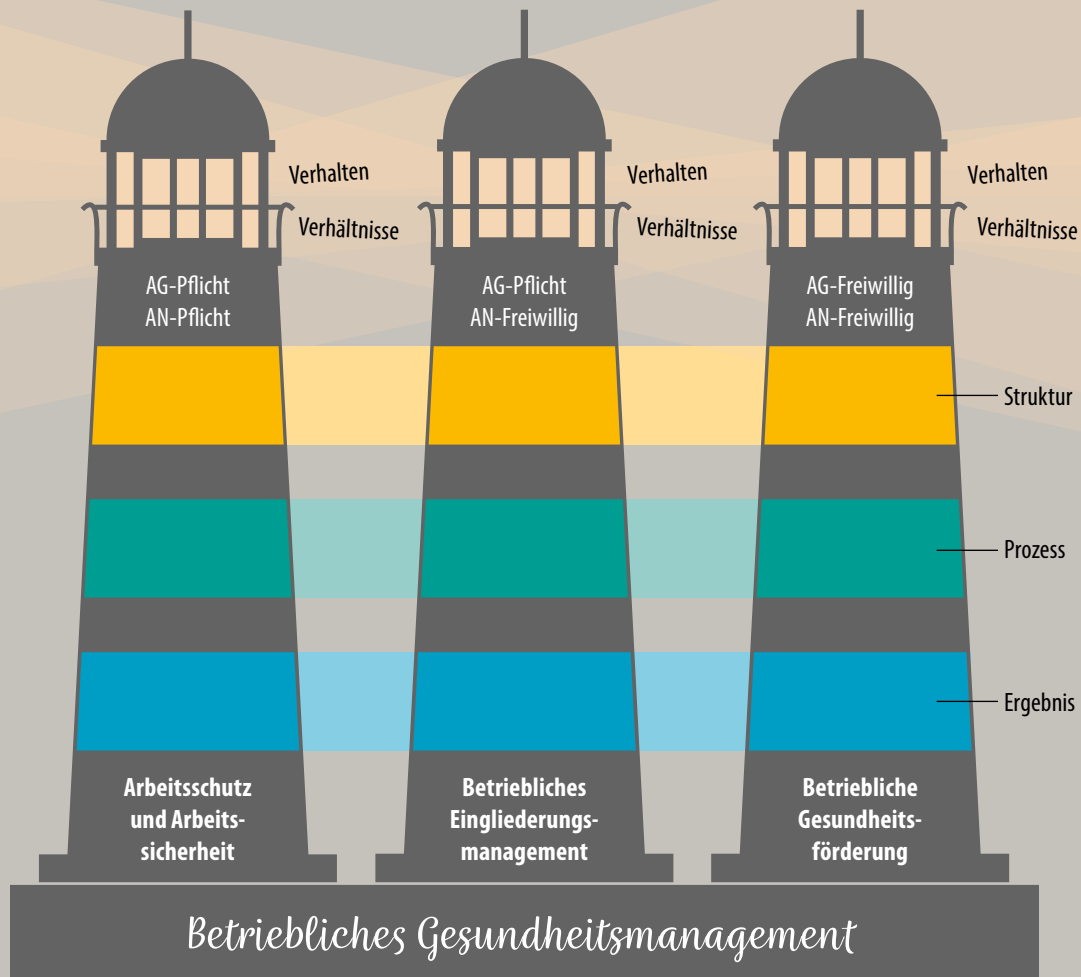 Verhalten
Verhältnisse
AG-Pflicht
AN-Pflicht
Verhalten
Verhältnisse
AG-Pflicht
AN-Freiwillig
Verhalten
Verhältnisse
AG-Freiwillig
AN-Freiwillig
Struktur
Prozess
Ergebnis
Arbeitsschutz
und Arbeits-
sicherheit
Betriebliches
Eingliederungs-
management
Betriebliche
Gesundheits-
förderung
Betriebliches Gesundheitsmanagement